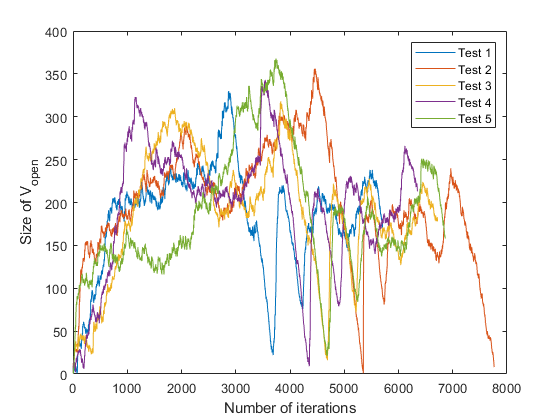 400
350
300
250
200
150
100
50
0
Size of V_open
0 1000 2000 3000 4000 5000 6000 7000 8000
Number of iterations
Test 1
Test 2
Test 3
Test 4
Test 5